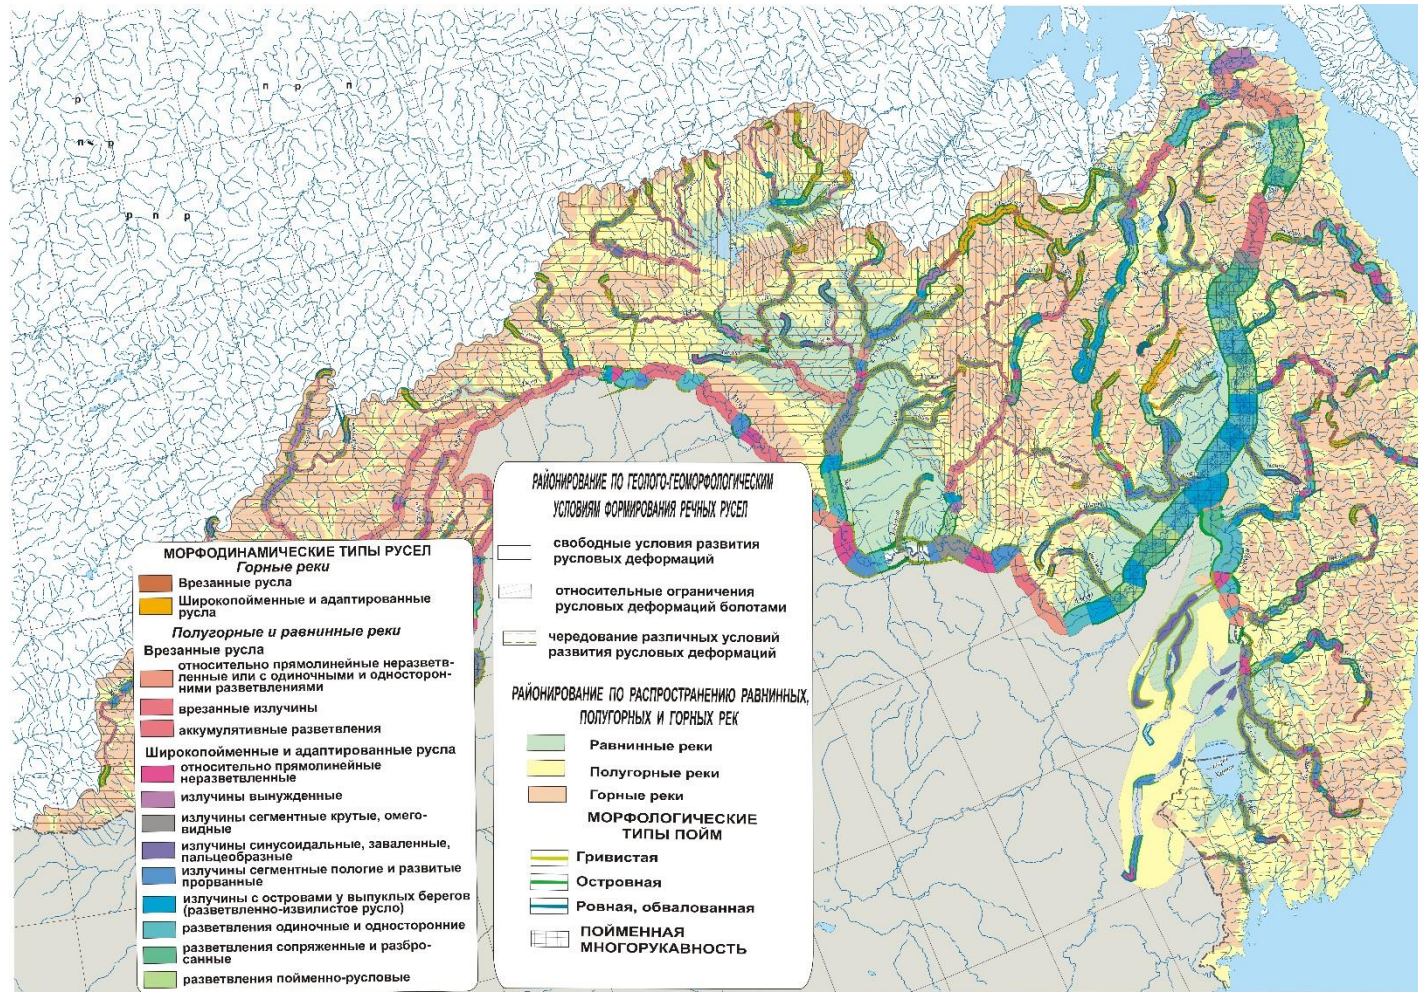 р
п р
п р п
р п р
МОРФОДИНАМИЧЕСКИЕ ТИПЫ РУСЕЛ
Горные реки
Врезанные русла
Широкопойменные и адаптированные
русла
Полугорные и равнинные реки
Врезанные русла
относительно прямолинейные неразветв-
ленные или с одиночными и односторон-
ними разветвлениями
врезанные излучины
аккумулятивные разветвления
Широкопойменные и адаптированные русла
относительно прямолинейные
неразветвленные
излучины вынужденные
излучины сегментные крутые, омего-
видные
излучины синусоидальные, заваленные,
пальцеобразные
излучины сегментные пологие и развитые
прорванные
излучины с островами у выпуклых берегов
(разветвленно-извилистое русло)
разветвления одиночные и односторонние
разветвления сопряженные и разбро-
санные
разветвления пойменно-русловые
РАЙОНИРОВАНИЕ ПО ГЕОЛОГО-ГЕОМОРФОЛОГИЧЕСКИМ
УСЛОВИЯМ ФОРМИРОВАНИЯ РЕЧНЫХ РУСЕЛ
свободные условия развития
русловых деформаций
относительные ограничения
русловых деформаций болотами
чередование различных условий
развития русловых деформаций
РАЙОНИРОВАНИЕ ПО РАСПРОСТРАНЕНИЮ РАВНИННЫХ,
ПОЛУГОРНЫХ И ГОРНЫХ РЕК
Равнинные реки
Полугорные реки
Горные реки
МОРФОЛОГИЧЕСКИЕ
ТИПЫ ПОЙМ
Гривистая
Островная
Ровная, обвалованная
ПОЙМЕННАЯ
МНОГОРУКАВНОСТЬ